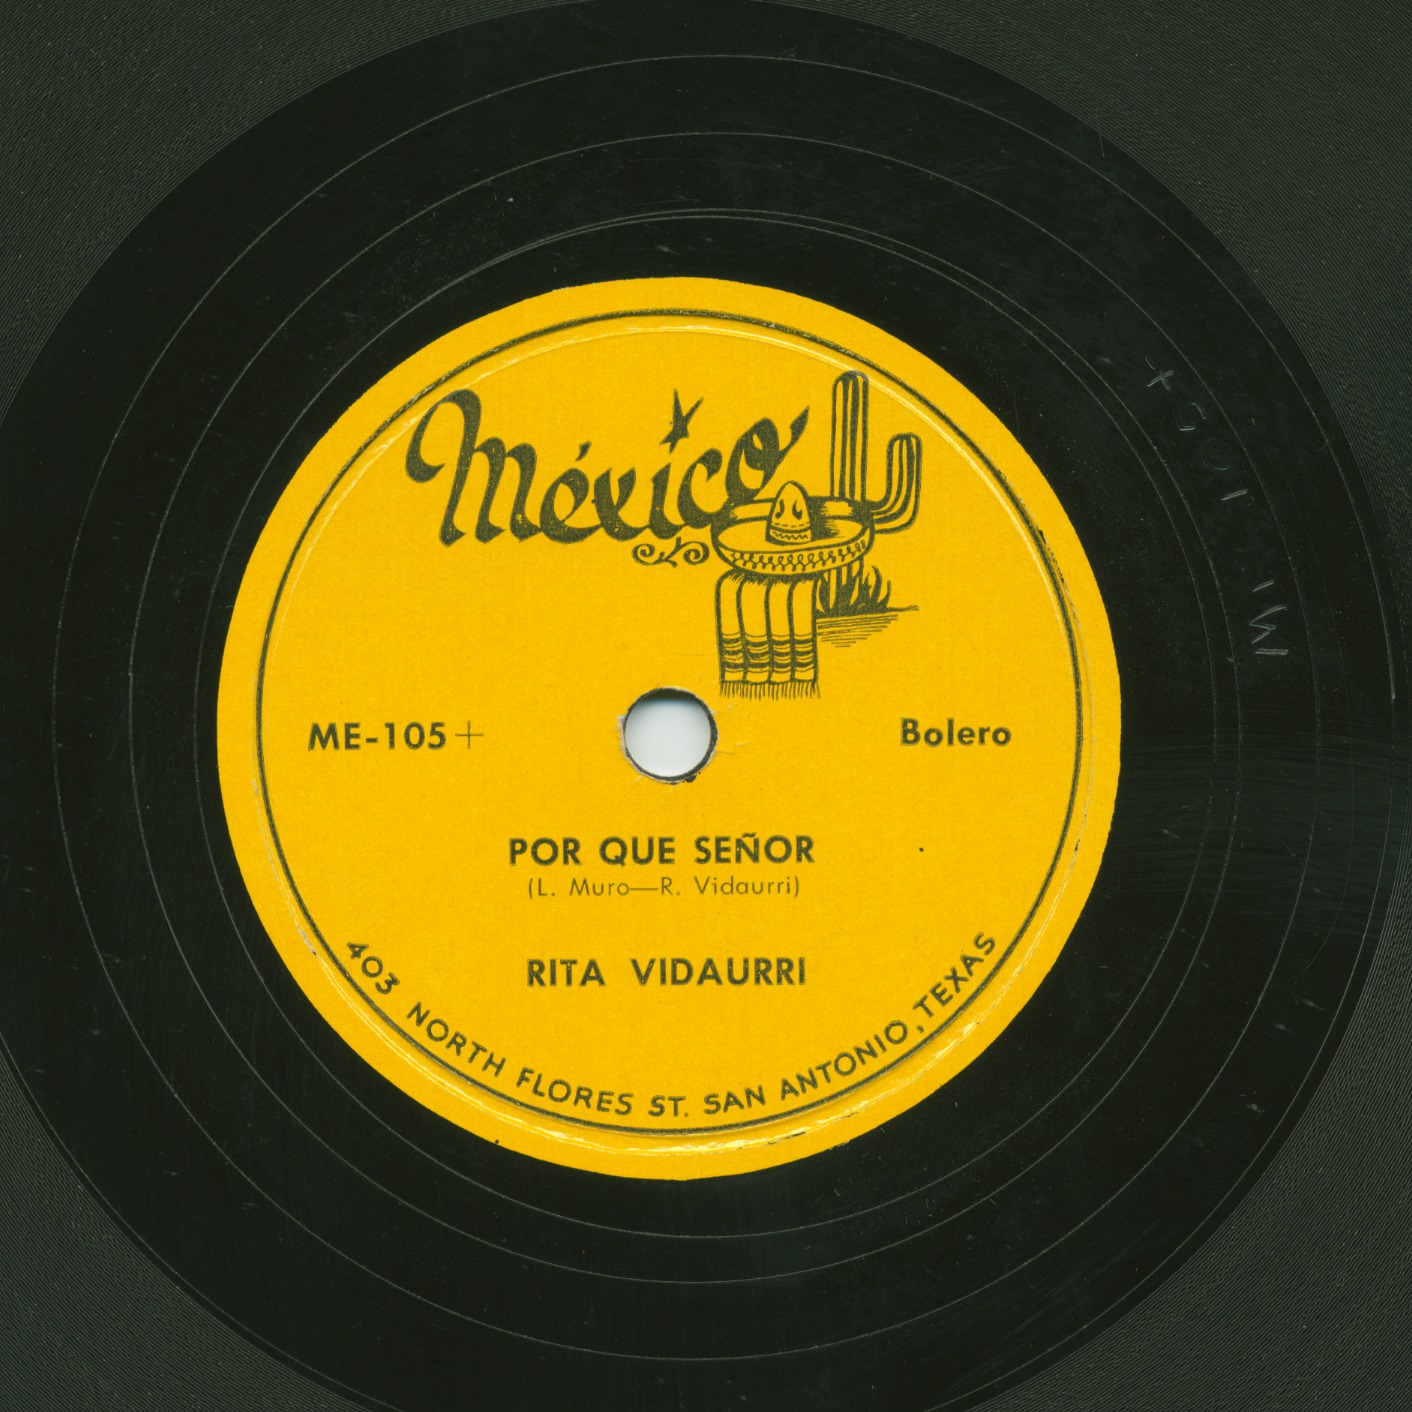 México
ME-105+
Bolero
POR QUE SEÑOR
(L. Muro—R. Vidaurri)
RITA VIDAURRI
403 NORTH FLORES ST. SAN ANTONIO, TEXAS